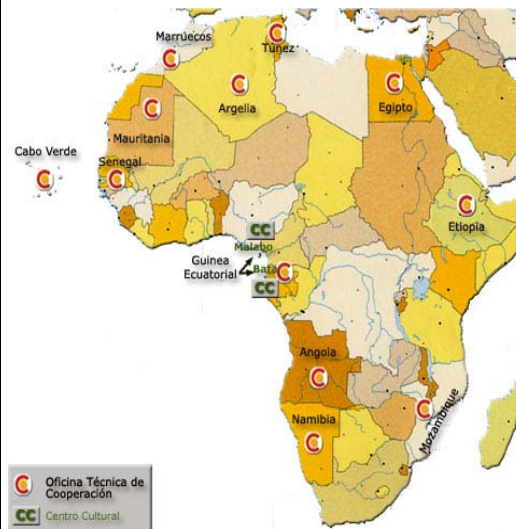 Marruecos
Túnez
Argelia
Egipto
Mauritania
Cabo Verde
Senegal
Etiopia
CC
Malabo
Guinea
Ecuatorial
Bata
CC
Angola
Mozambique
Namibia
Oficina Técnica de
Cooperación
CC Centro Cultural